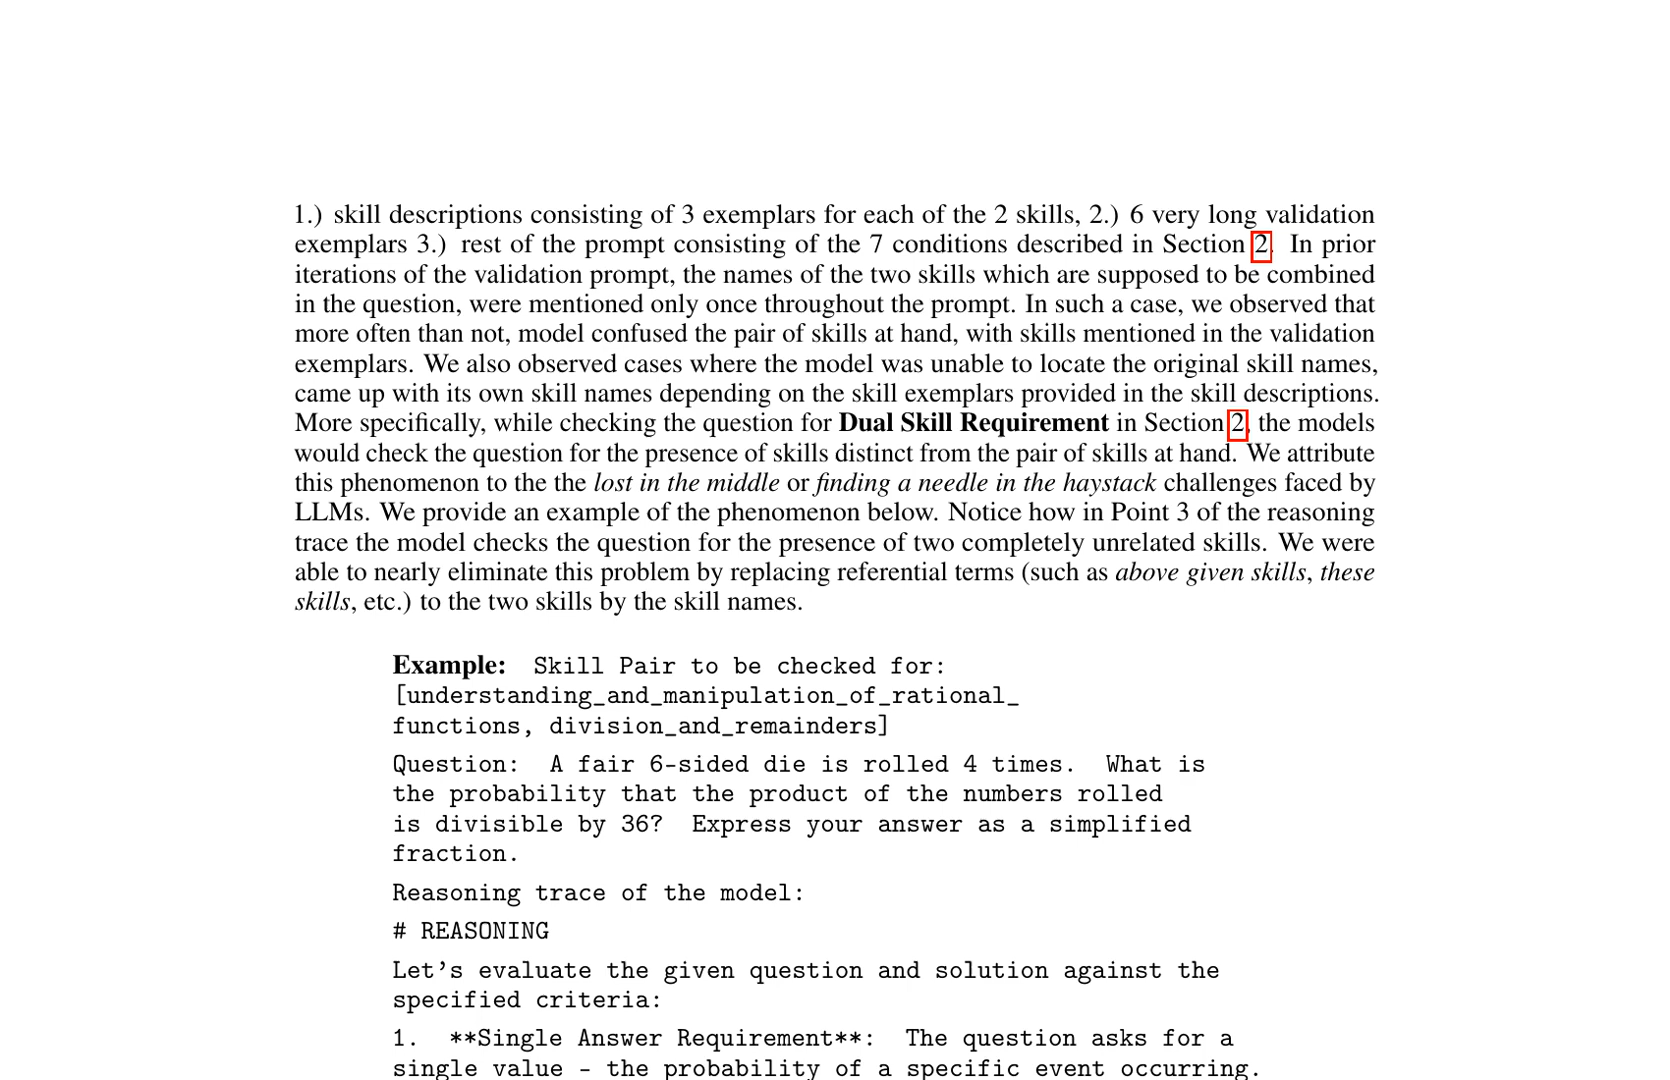 1.) skill descriptions consisting of 3 exemplars for each of the 2 skills, 2.) 6 very long validation
exemplars 3.) rest of the prompt consisting of the 7 conditions described in Section 2. In prior
iterations of the validation prompt, the names of the two skills which are supposed to be combined
in the question, were mentioned only once throughout the prompt. In such a case, we observed that
more often than not, model confused the pair of skills at hand, with skills mentioned in the validation
exemplars. We also observed cases where the model was unable to locate the original skill names,
came up with its own skill names depending on the skill exemplars provided in the skill descriptions.
More specifically, while checking the question for Dual Skill Requirement in Section 2, the models
would check the question for the presence of skills distinct from the pair of skills at hand. We attribute
this phenomenon to the the lost in the middle or finding a needle in the haystack challenges faced by
LLMs. We provide an example of the phenomenon below. Notice how in Point 3 of the reasoning
trace the model checks the question for the presence of two completely unrelated skills. We were
able to nearly eliminate this problem by replacing referential terms (such as above given skills, these
skills, etc.) to the two skills by the skill names.
Example: Skill Pair to be checked for:
[understanding_and_manipulation_of_rational_
functions, division_and_remainders]
Question: A fair 6-sided die is rolled 4 times. What is
the probability that the product of the numbers rolled
is divisible by 36? Express your answer as a simplified
fraction.
Reasoning trace of the model:
# REASONING
Let's evaluate the given question and solution against the
specified criteria:
1. **Single Answer Requirement**: The question asks for a
single value - the probability of a specific event occurring.